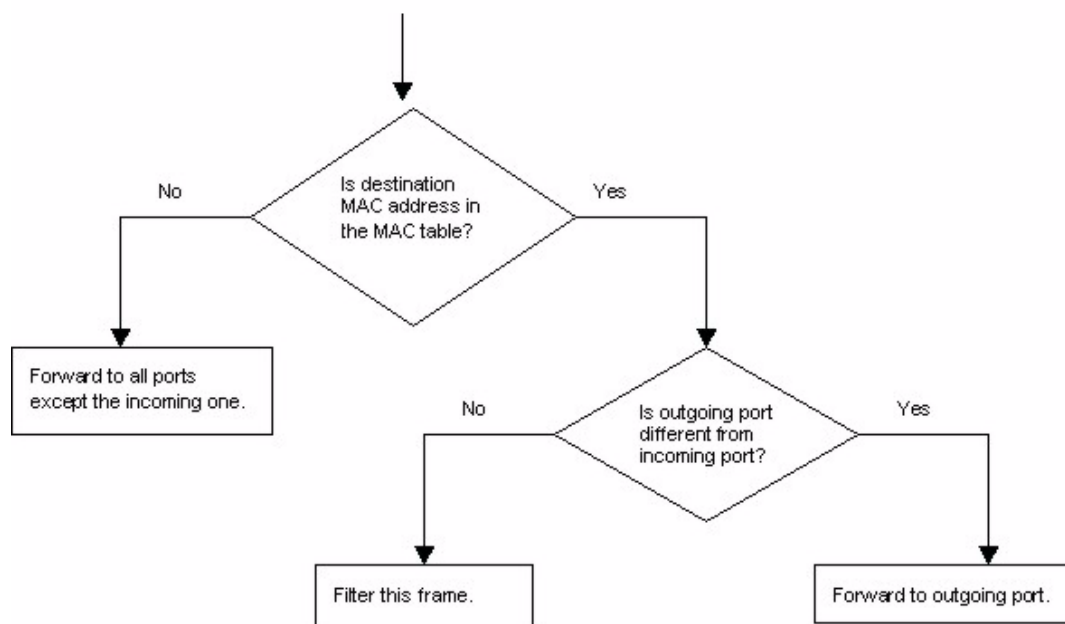 Is destination
MAC address in
the MAC table?
No
Yes
Forward to all ports
except the incoming one.
Is outgoing port
different from
incoming port?
No
Yes
Filter this frame.
Forward to outgoing port.